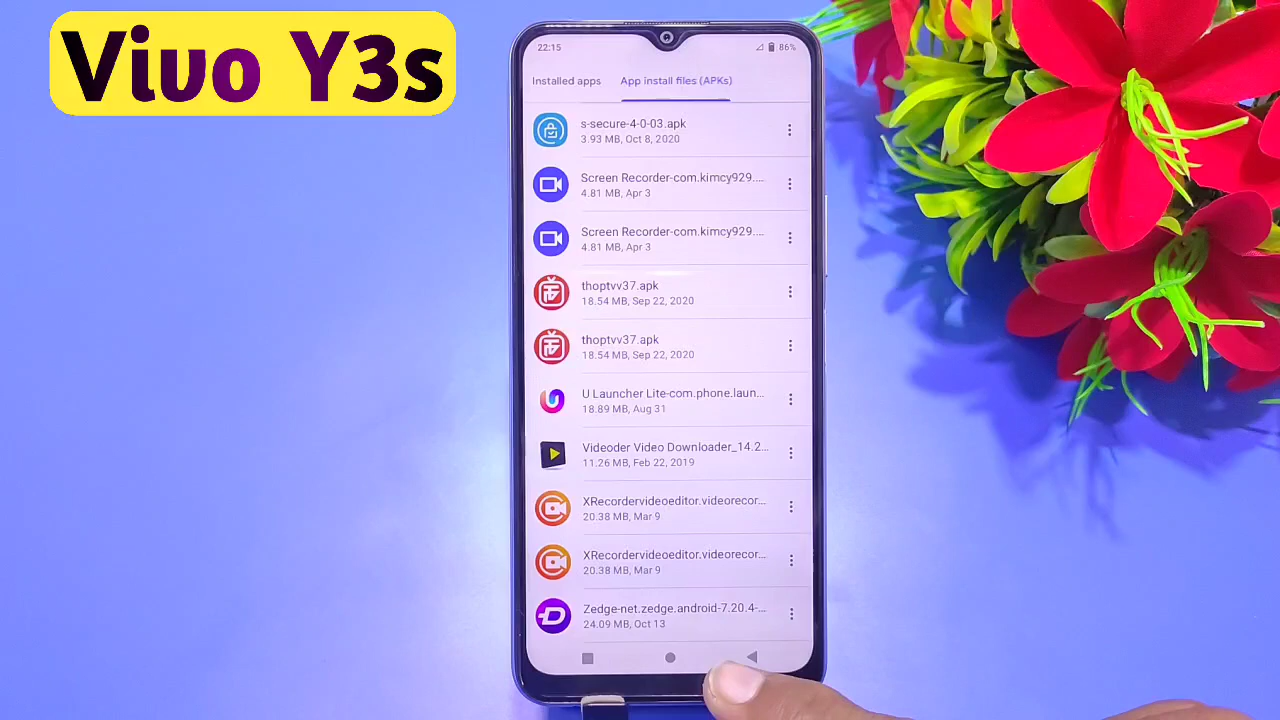 Vivo Y3s
22:15
86%
Installed apps
App install files (APKs)
s-secure-4-0-03.apk
3.93 MB, Oct 8, 2020
Screen Recorder-com.kimcy929....
4.81 MB, Apr 3
Screen Recorder-com.kimcy929....
4.81 MB, Apr 3
thoptvv37.apk
18.54 MB, Sep 22, 2020
thoptvv37.apk
18.54 MB, Sep 22, 2020
U Launcher Lite-com.phone.laun...
18.89 MB, Aug 31
Videoder Video Downloader_14.2...
11.26 MB, Feb 22, 2019
XRecordervideoeditor.videorecor...
20.38 MB, Mar 9
XRecordervideoeditor.videorecor...
20.38 MB, Mar 9
Zedge-net.zedge.android-7.20.4-...
24.09 MB, Oct 13